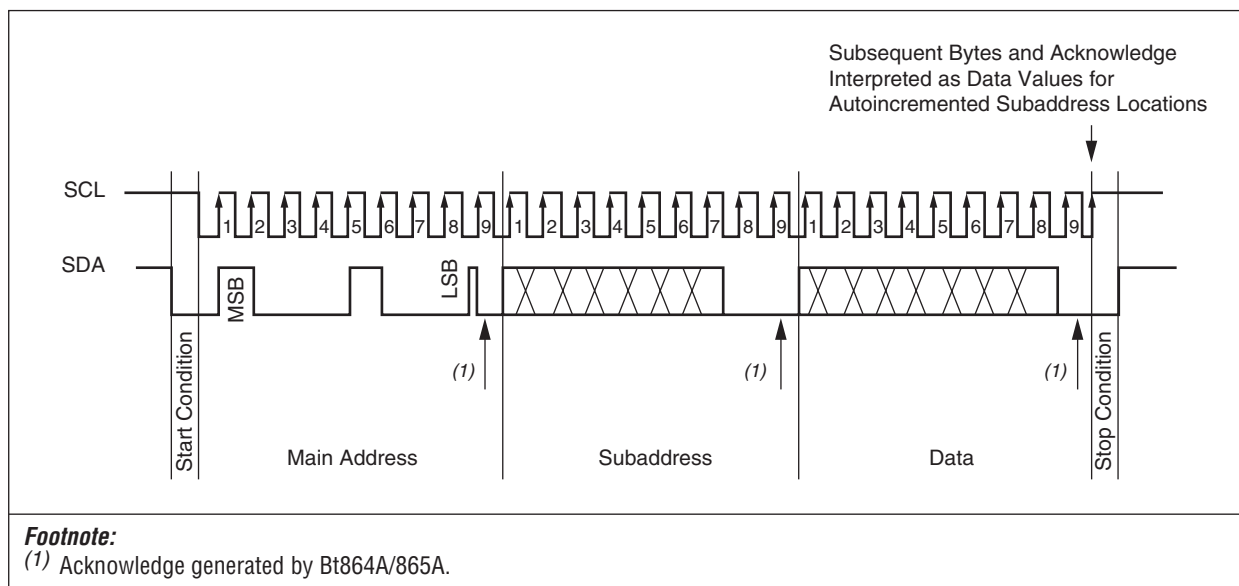 Subsequent Bytes and Acknowledge
Interpreted as Data Values for
Autoincremented Subaddress Locations
SCL
1 2 3 4 5 6 7 8 9 1 2 3 4 5 6 7 8 9 1 2 3 4 5 6 7 8 9
SDA
MSB
LSB
(1) (1) (1)
Start Condition
Main Address
Subaddress
Data
Stop Condition
Footnote:
(1) Acknowledge generated by Bt864A/865A.